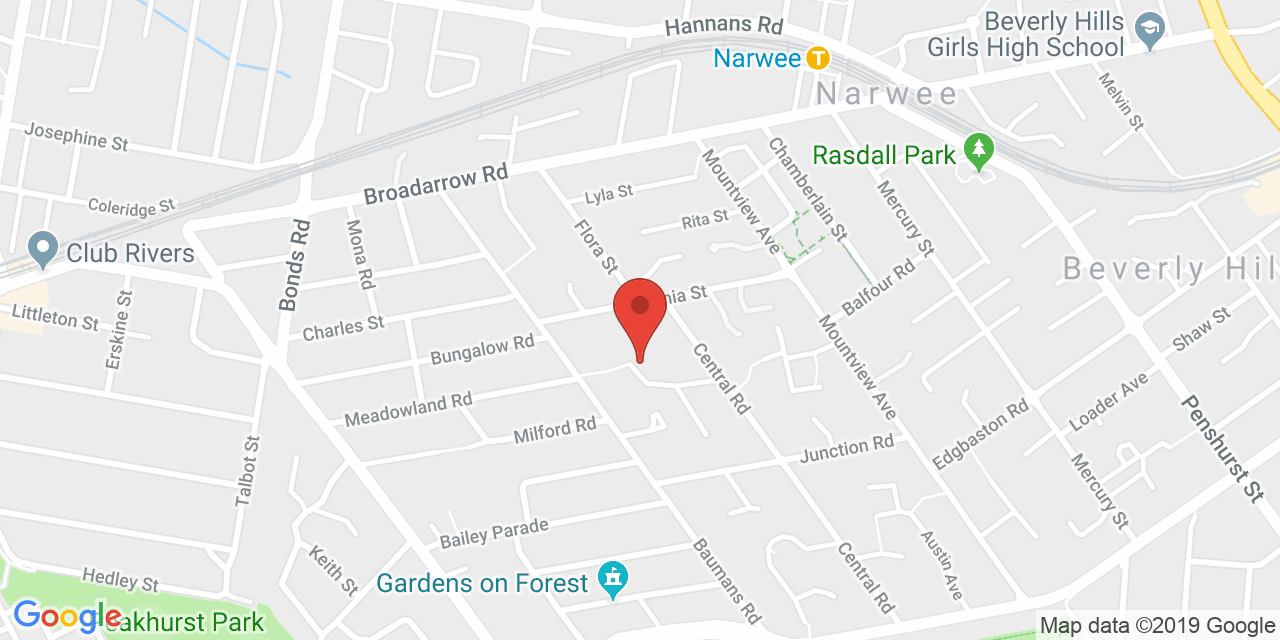 Hannans Rd
Beverly Hills
Girls High School
Narwee
T
Narwee
Melvin St
Josephine St
Rasdall Park
Chamberlain St
Mountview Ave
Broadarrow Rd
Lyla St
Mercury St
Coleridge St
Rita St
Flora St
Mona Rd
Bonds Rd
Club Rivers
Beverly Hil
Balfour Rd
nia St
Erskine St
Littleton St
Charles St
Shaw St
Bungalow Rd
Central Rd
Mountview Ave
Loader Ave
Meadowland Rd
Milford Rd
Edgbaston Rd
Penshurst St
Junction Rd
Talbot St
Mercury St
Bailey Parade
Baumans Rd
Central Rd
Austin Ave
Keith St
Hedley St
Gardens on Forest
Google
akhurst Park
Map data ©2019 Google